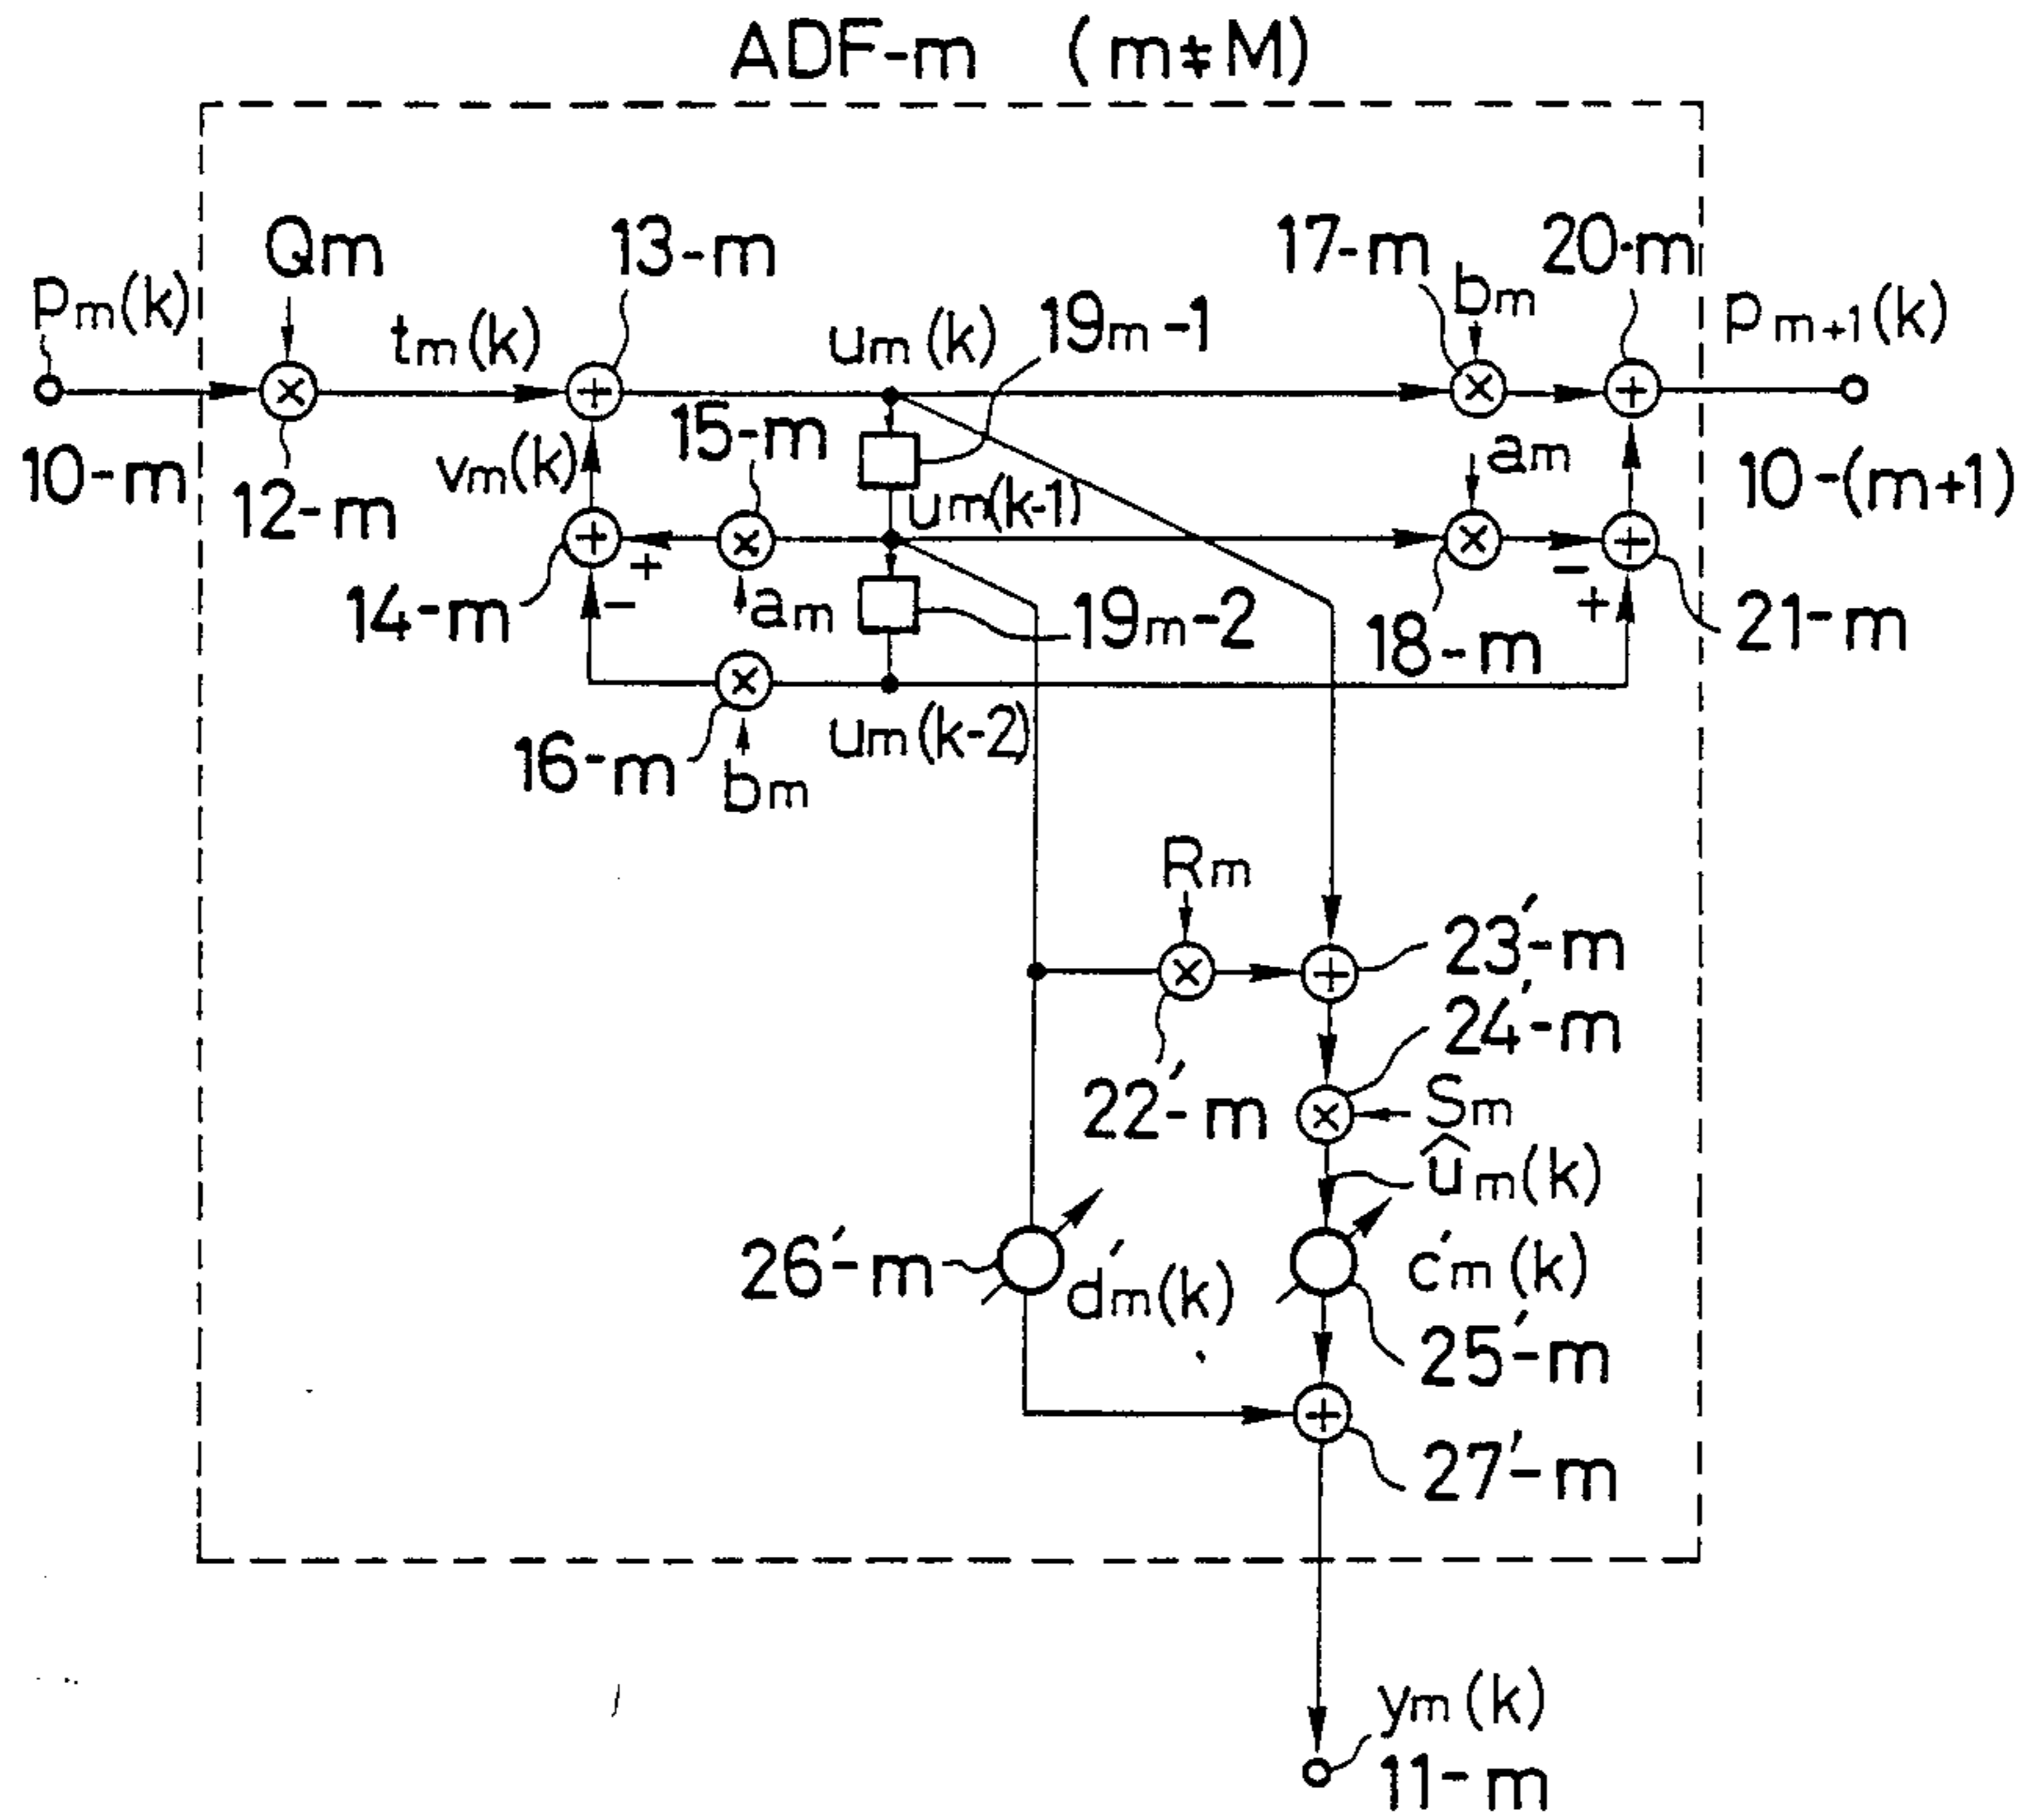 ADF-m (m≠M)
Qm
13-m
17-m
20-m
pm(k)
tm(k)
um(k)
19m-1
bm
pm+1(k)
10-m
12-m
vm(k)
15-m
um(k-1)
am
10-(m+1)
14-m
+
-
am
19m-2
18-m
-
+
21-m
16-m
bm
um(k-2)
Rm
23'-m
24'-m
22'-m
Sm
ûm(k)
26'-m
d'm(k)
c'm(k)
25'-m
27'-m
ym(k)
11-m